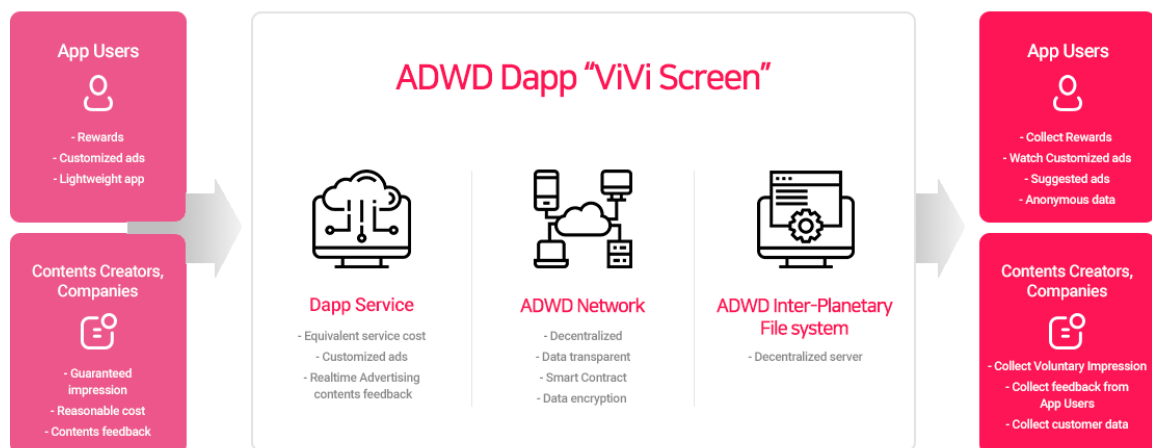 App Users
- Rewards
- Customized ads
- Lightweight app
Contents Creators,
Companies
- Guaranteed
impression
- Reasonable cost
- Contents feedback
ADWD Dapp “ViVi Screen”
Dapp Service
- Equivalent service cost
- Customized ads
- Realtime Advertising
contents feedback
ADWD Network
- Decentralized
- Data transparent
- Smart Contract
- Data encryption
ADWD Inter-Planetary
File system
- Decentralized server
App Users
- Collect Rewards
- Watch Customized ads
- Suggested ads
- Anonymous data
Contents Creators,
Companies
- Collect Voluntary Impression
- Collect feedback from
App Users
- Collect customer data